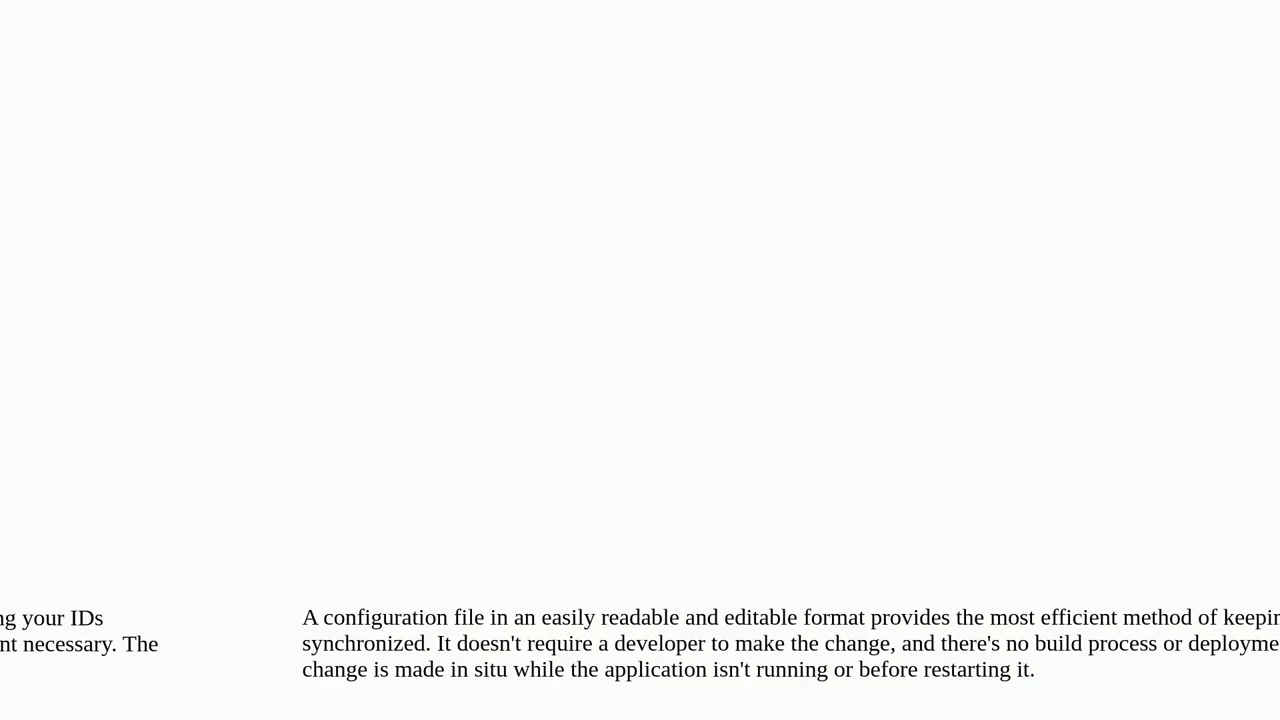 ng your IDs
nt necessary. The
A configuration file in an easily readable and editable format provides the most efficient method of keepin
synchronized. It doesn't require a developer to make the change, and there's no build process or deployme
change is made in situ while the application isn't running or before restarting it.